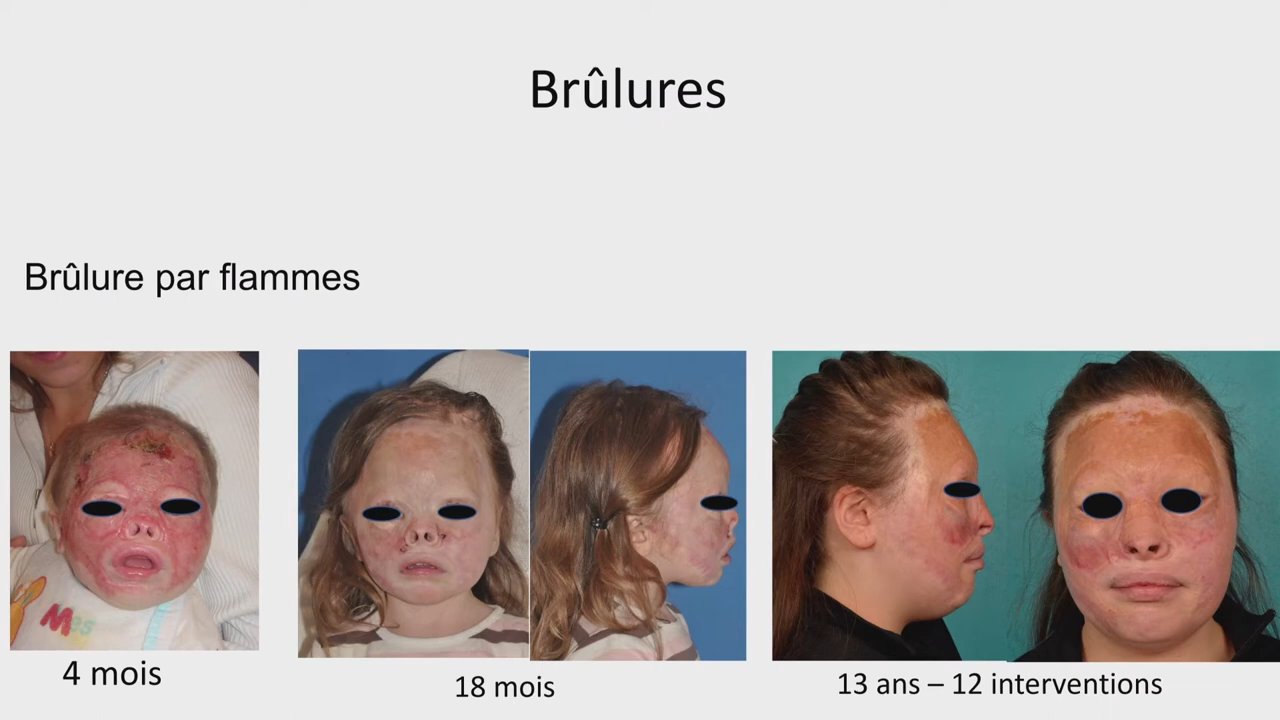 Brûlures
Brûlure par flammes
4 mois
18 mois
13 ans – 12 interventions